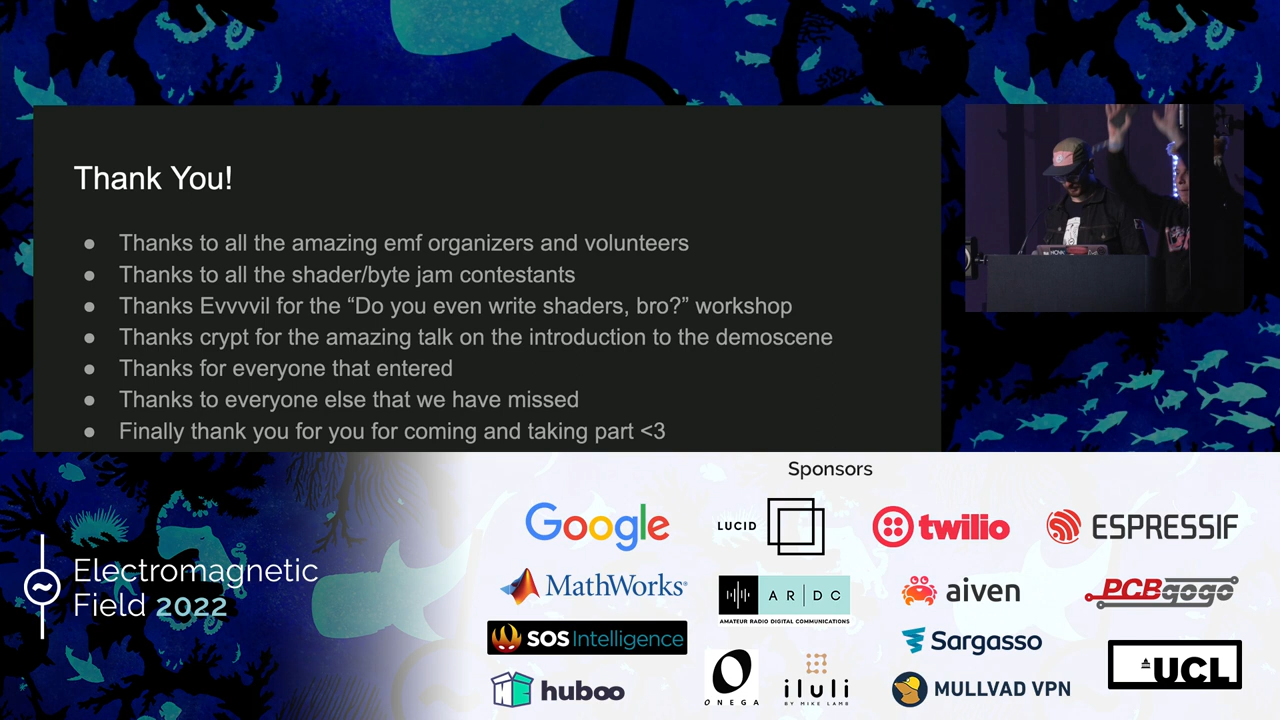 Thank You!
● Thanks to all the amazing emf organizers and volunteers
● Thanks to all the shader/byte jam contestants
● Thanks Evvvvil for the “Do you even write shaders, bro?” workshop
● Thanks crypt for the amazing talk on the introduction to the demoscene
● Thanks for everyone that entered
● Thanks to everyone else that we have missed
● Finally thank you for you for coming and taking part <3
Electromagnetic
Field 2022
Sponsors
Google
LUCID
twilio
ESPRESSIF
MathWorks®
AR|DC
AMATEUR RADIO DIGITAL COMMUNICATIONS
aiven
PCBgogo
SOS Intelligence
Sargasso
huboo
ONEGA
iluli
BY MIKE LAMB
MULLVAD VPN
UCL